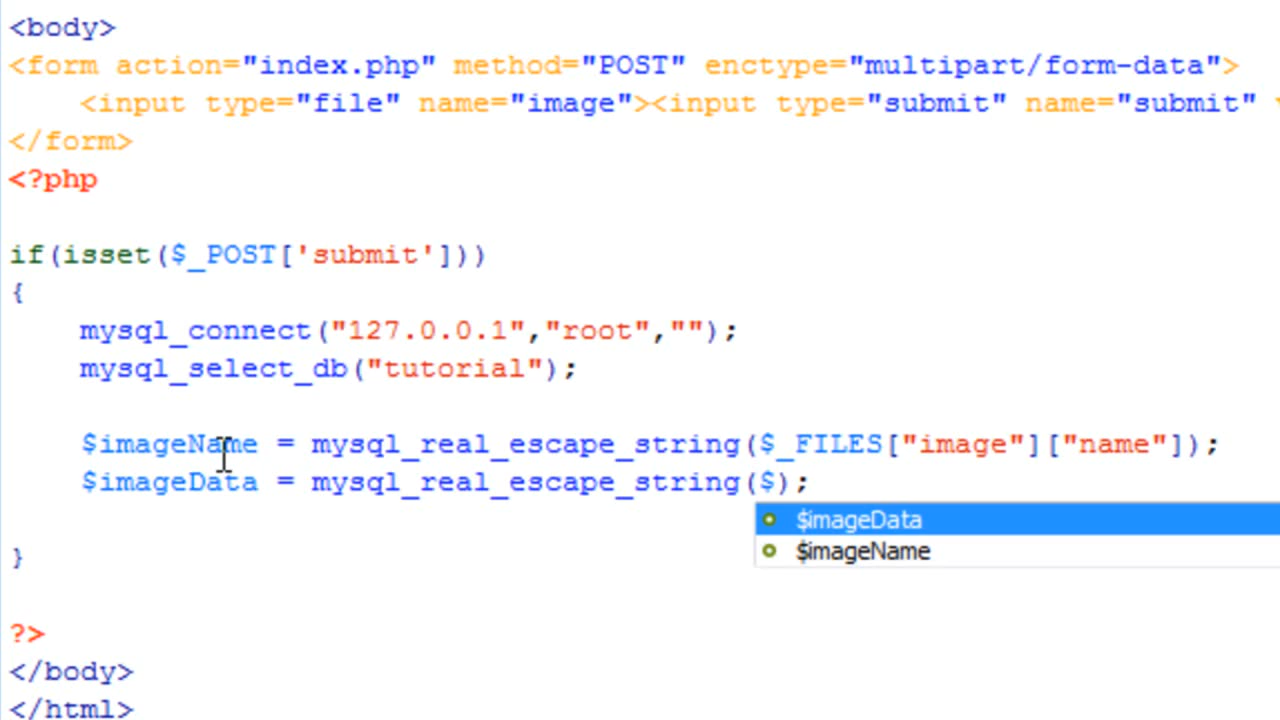 <body>
<form action="index.php" method="POST" enctype="multipart/form-data">
<input type="file" name="image"><input type="submit" name="submit"
</form>
<?php
if(isset($_POST['submit']))
{
mysql_connect("127.0.0.1","root","");
mysql_select_db("tutorial");
$imageName = mysql_real_escape_string($_FILES["image"]["name"]);
$imageData = mysql_real_escape_string($);
$imageData
$imageName
}
?>
</body>
</html>